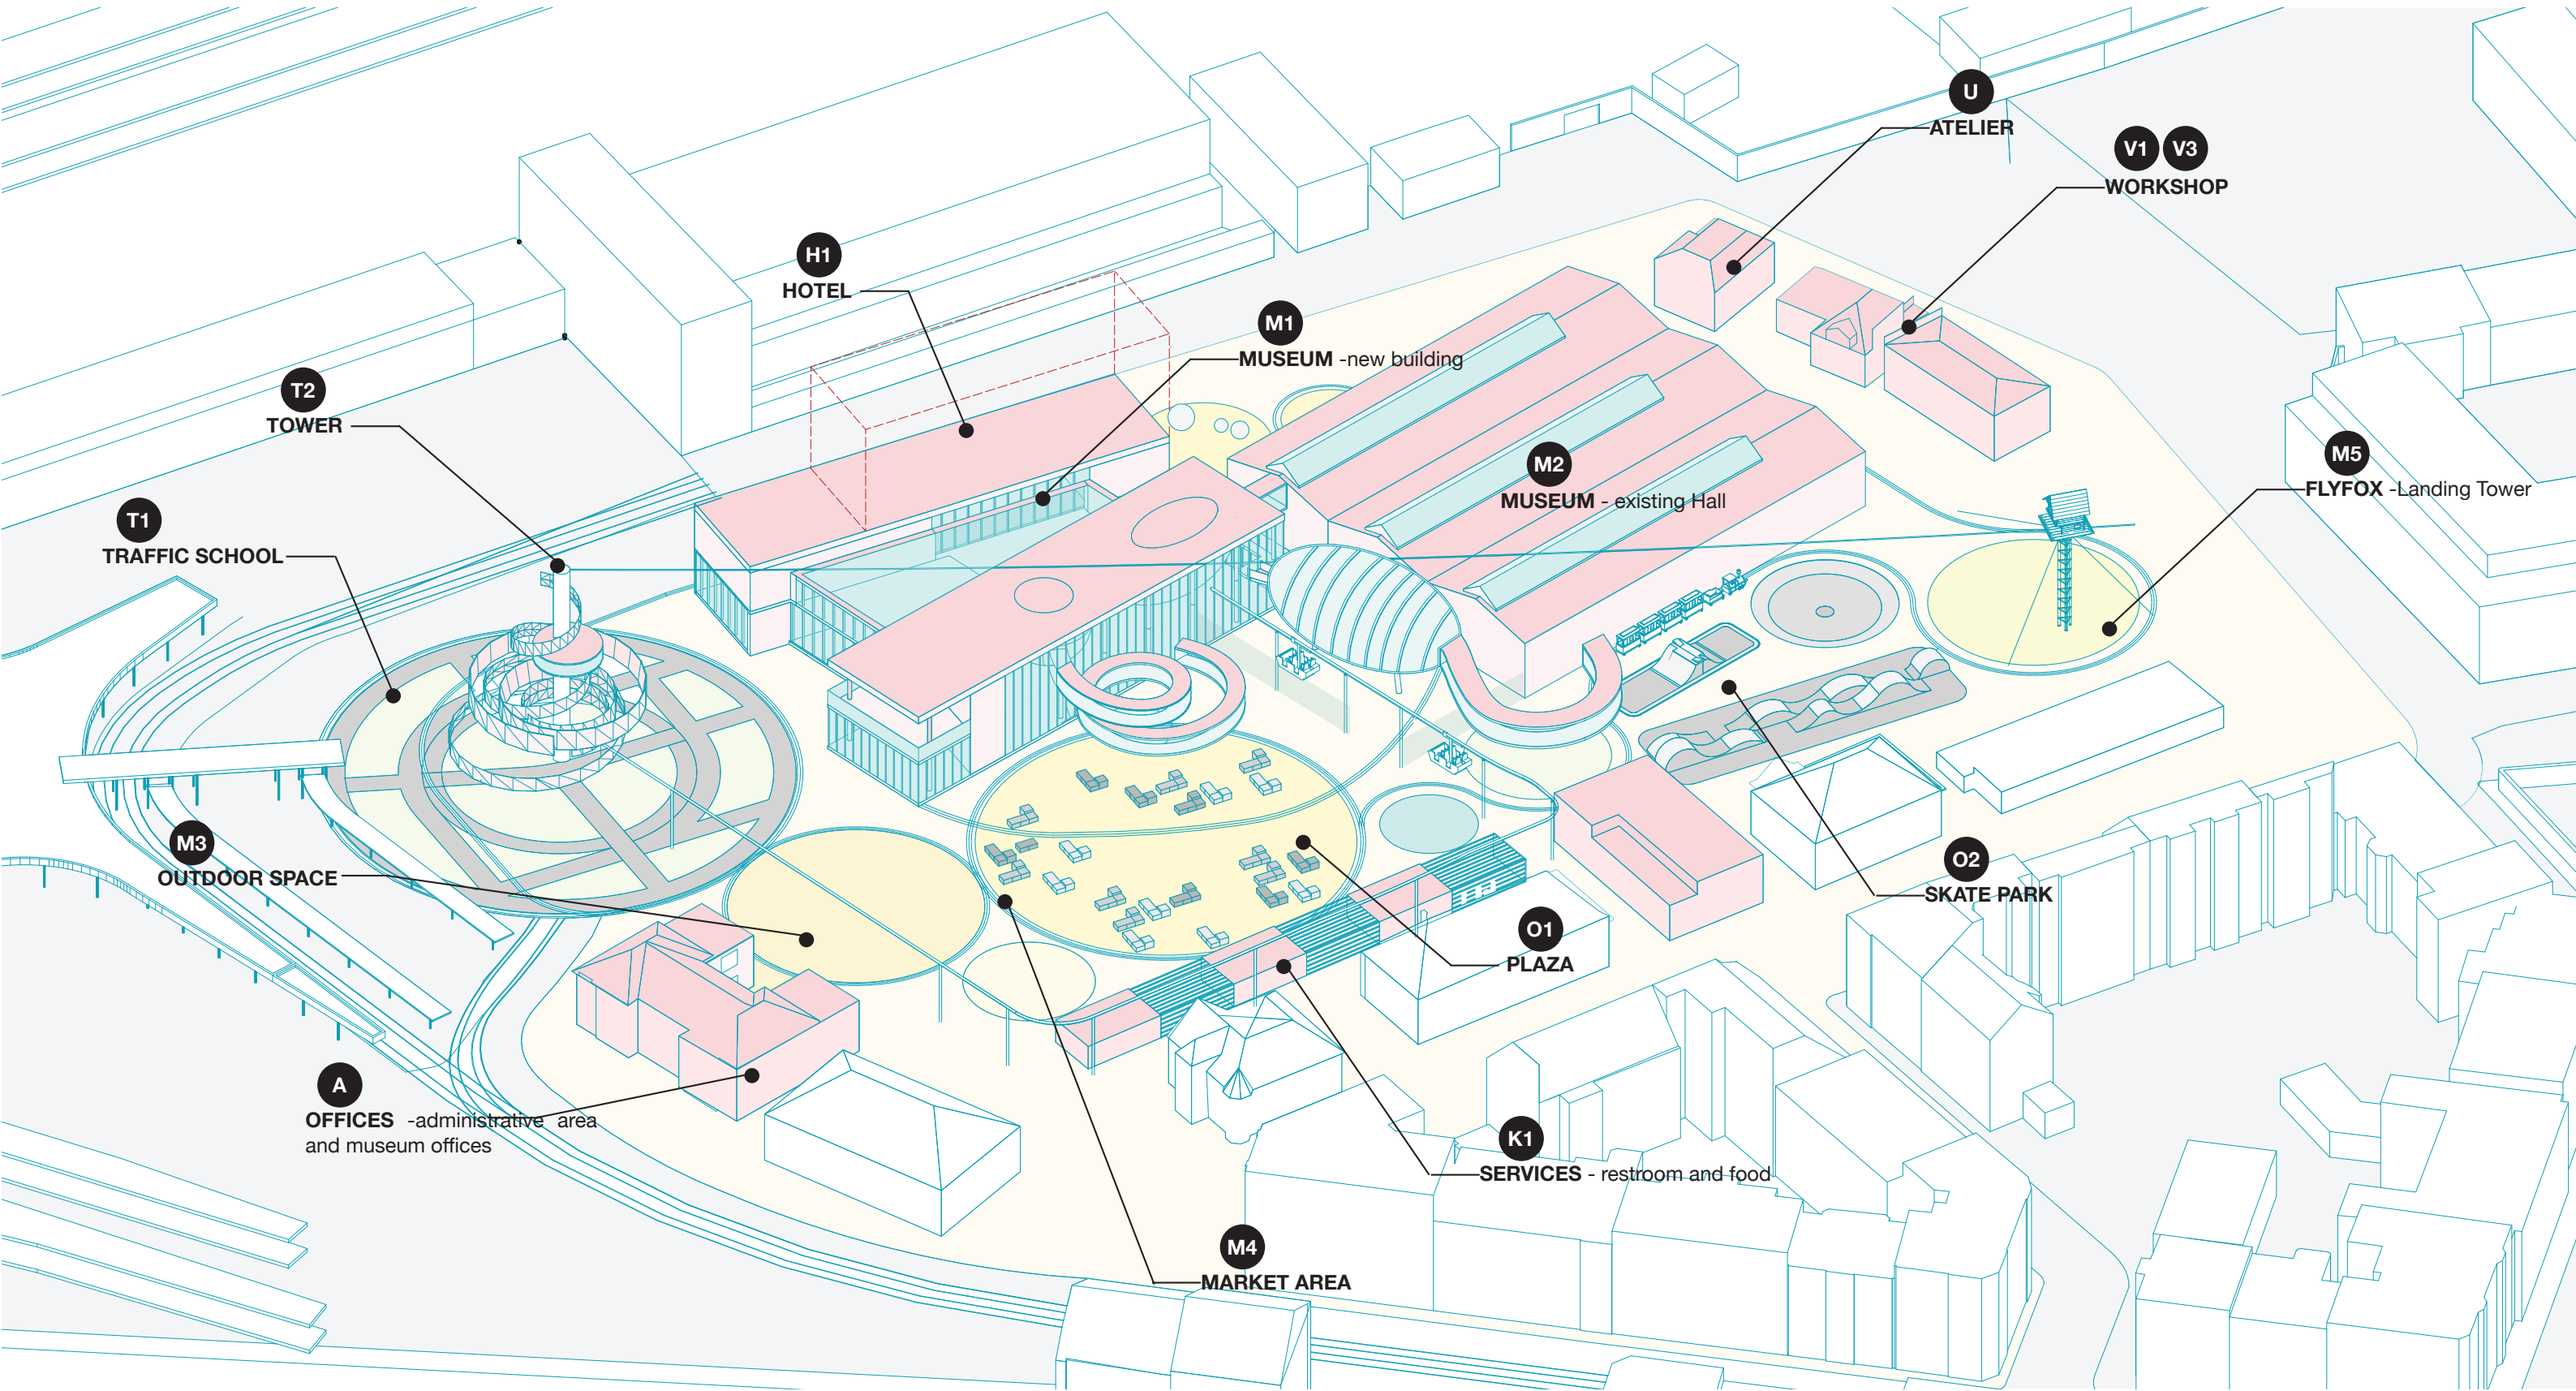 U
ATELIER
V1 V3
WORKSHOP
H1
HOTEL
M1
MUSEUM -new building
T2
TOWER
M2
MUSEUM - existing Hall
M5
FLYFOX -Landing Tower
T1
TRAFFIC SCHOOL
M3
OUTDOOR SPACE
O2
SKATE PARK
O1
PLAZA
A
OFFICES -administrative area
and museum offices
K1
SERVICES - restroom and food
M4
MARKET AREA